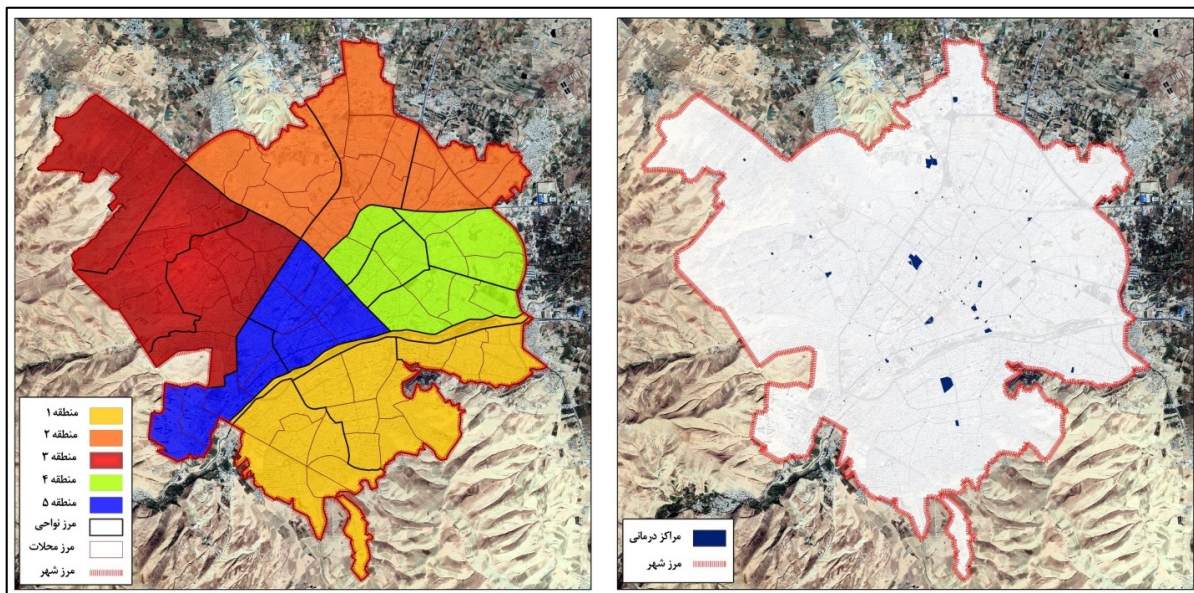 منطقه ۱
منطقه ۲
منطقه ۳
منطقه ۴
منطقه ۵
مرز نواحی
مرز محلات
مرز شهر
مراکز درمانی
مرز شهر